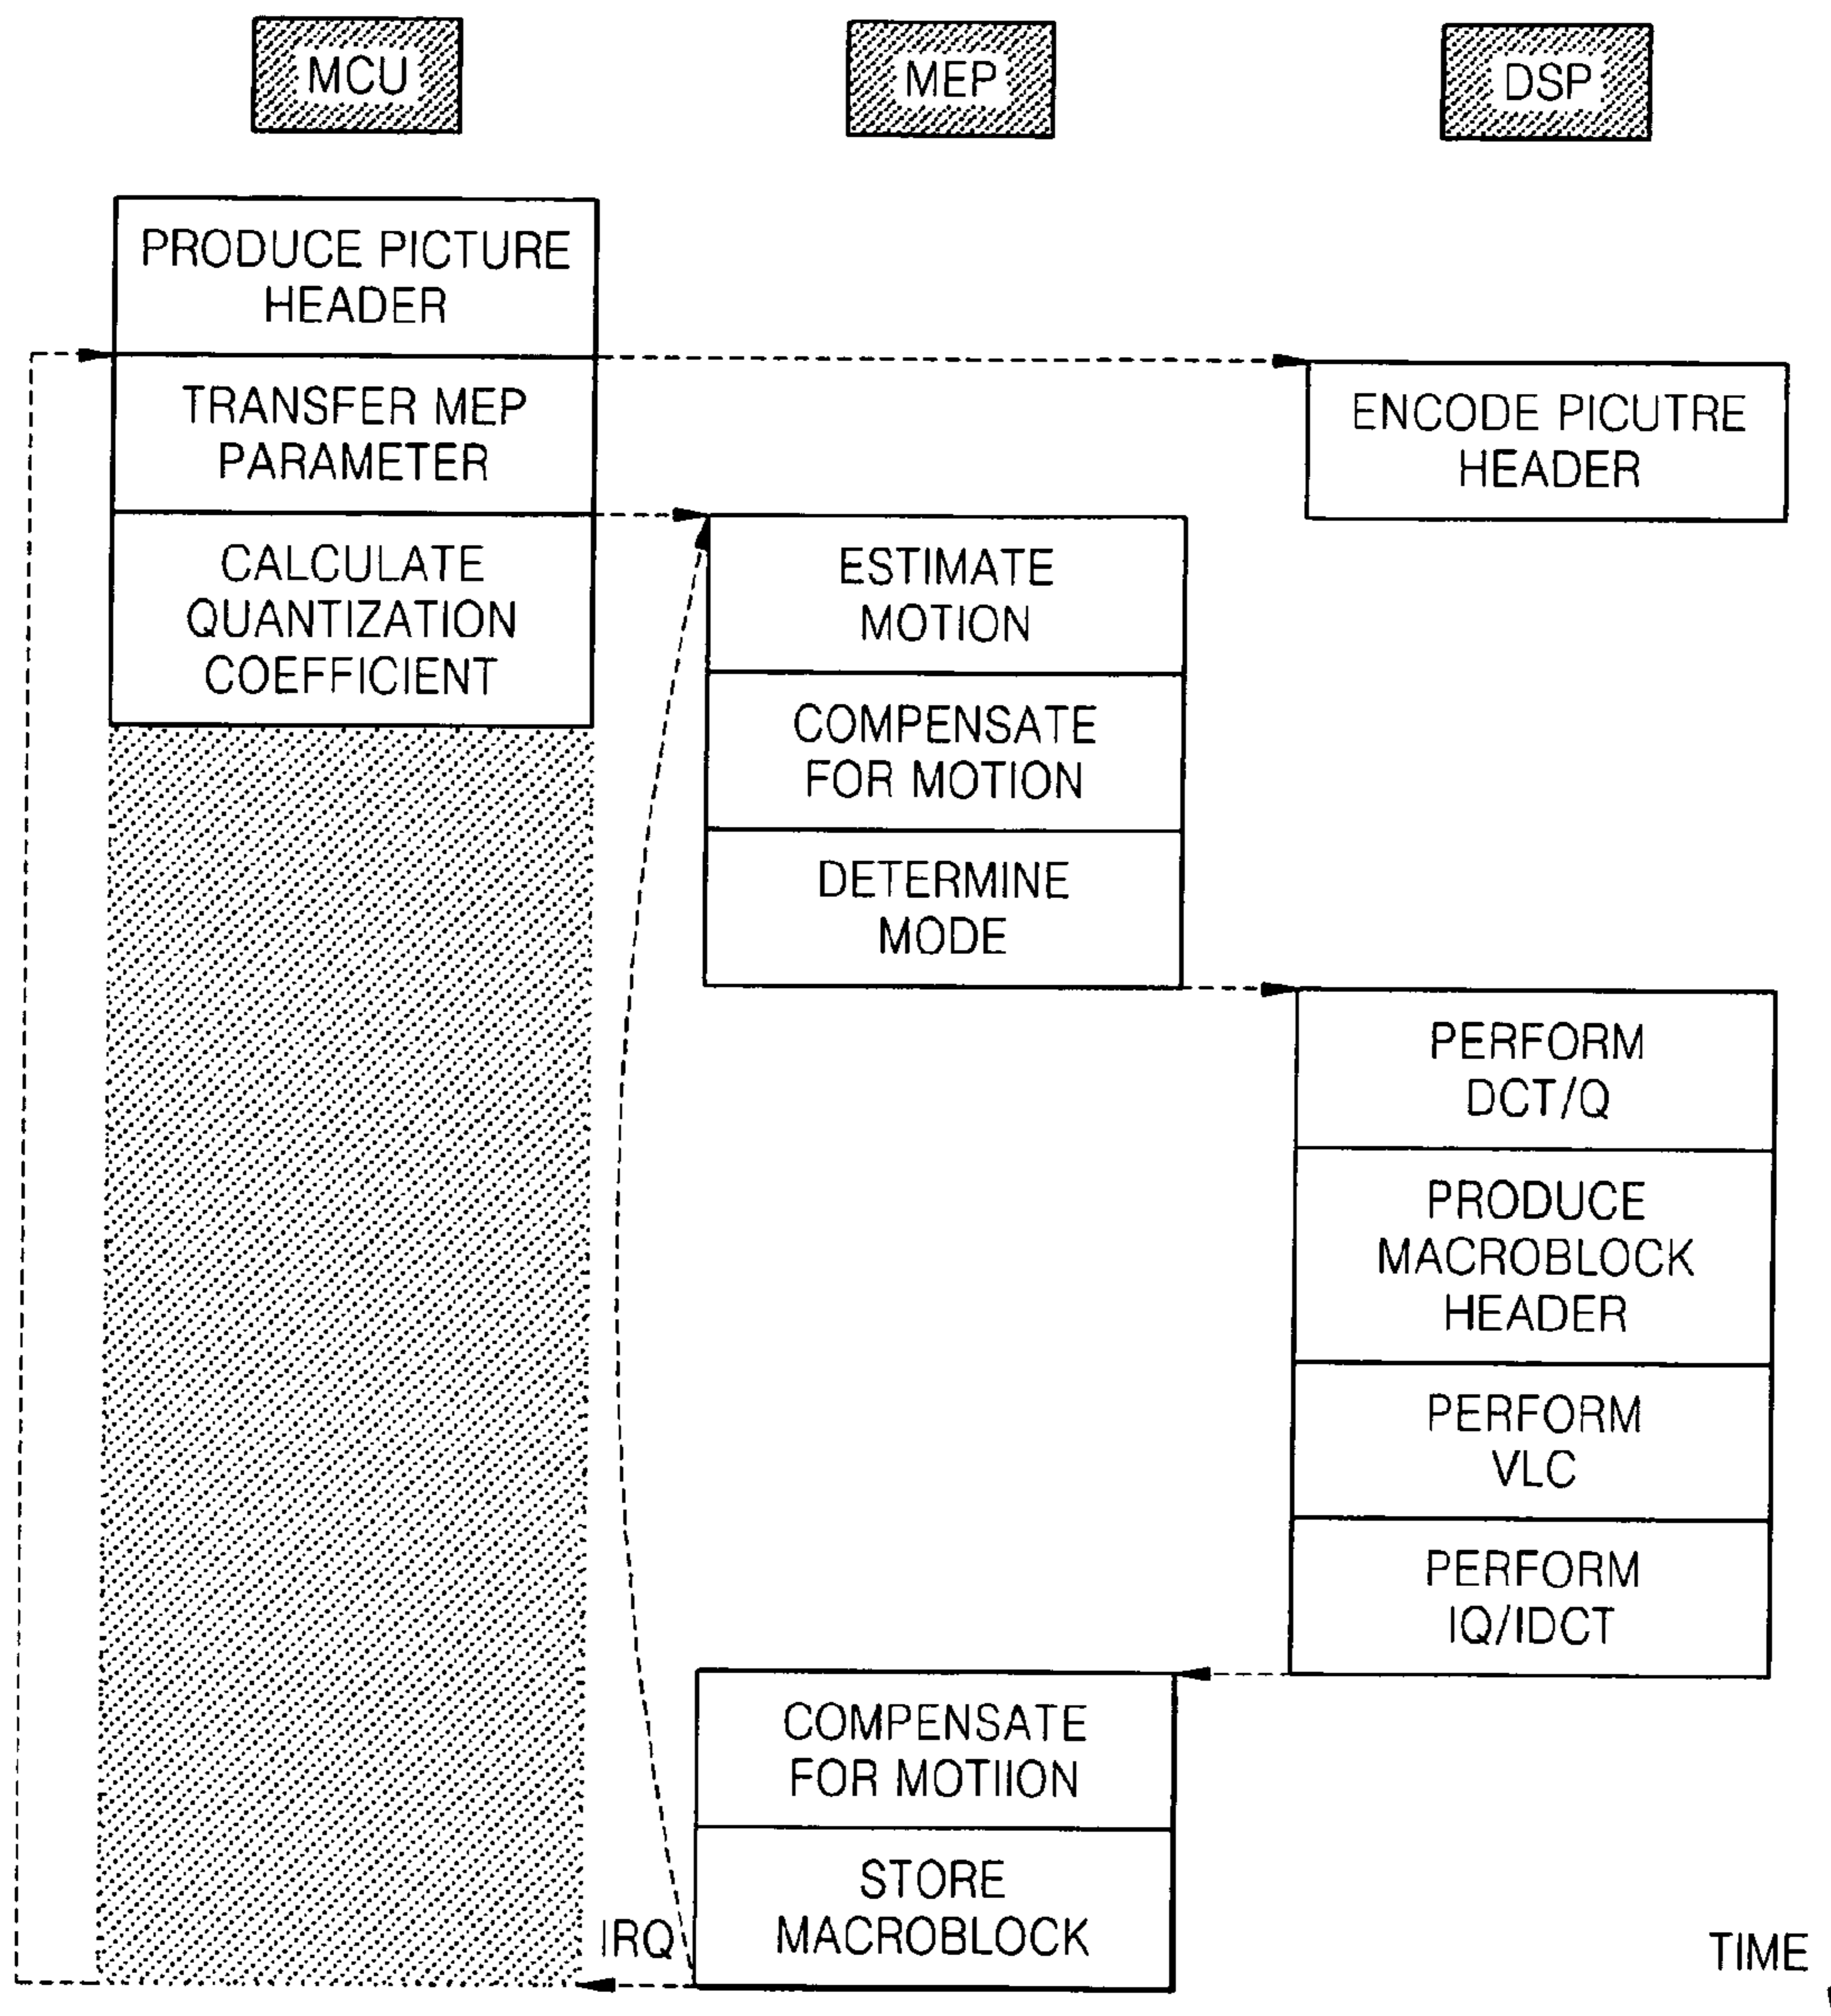 MCU
MEP
DSP
PRODUCE PICTURE
HEADER
TRANSFER MEP
PARAMETER
CALCULATE
QUANTIZATION
COEFFICIENT
ENCODE PICUTRE
HEADER
ESTIMATE
MOTION
COMPENSATE
FOR MOTION
DETERMINE
MODE
PERFORM
DCT/Q
PRODUCE
MACROBLOCK
HEADER
PERFORM
VLC
PERFORM
IQ/IDCT
COMPENSATE
FOR MOTIION
STORE
MACROBLOCK
IRQ
TIME